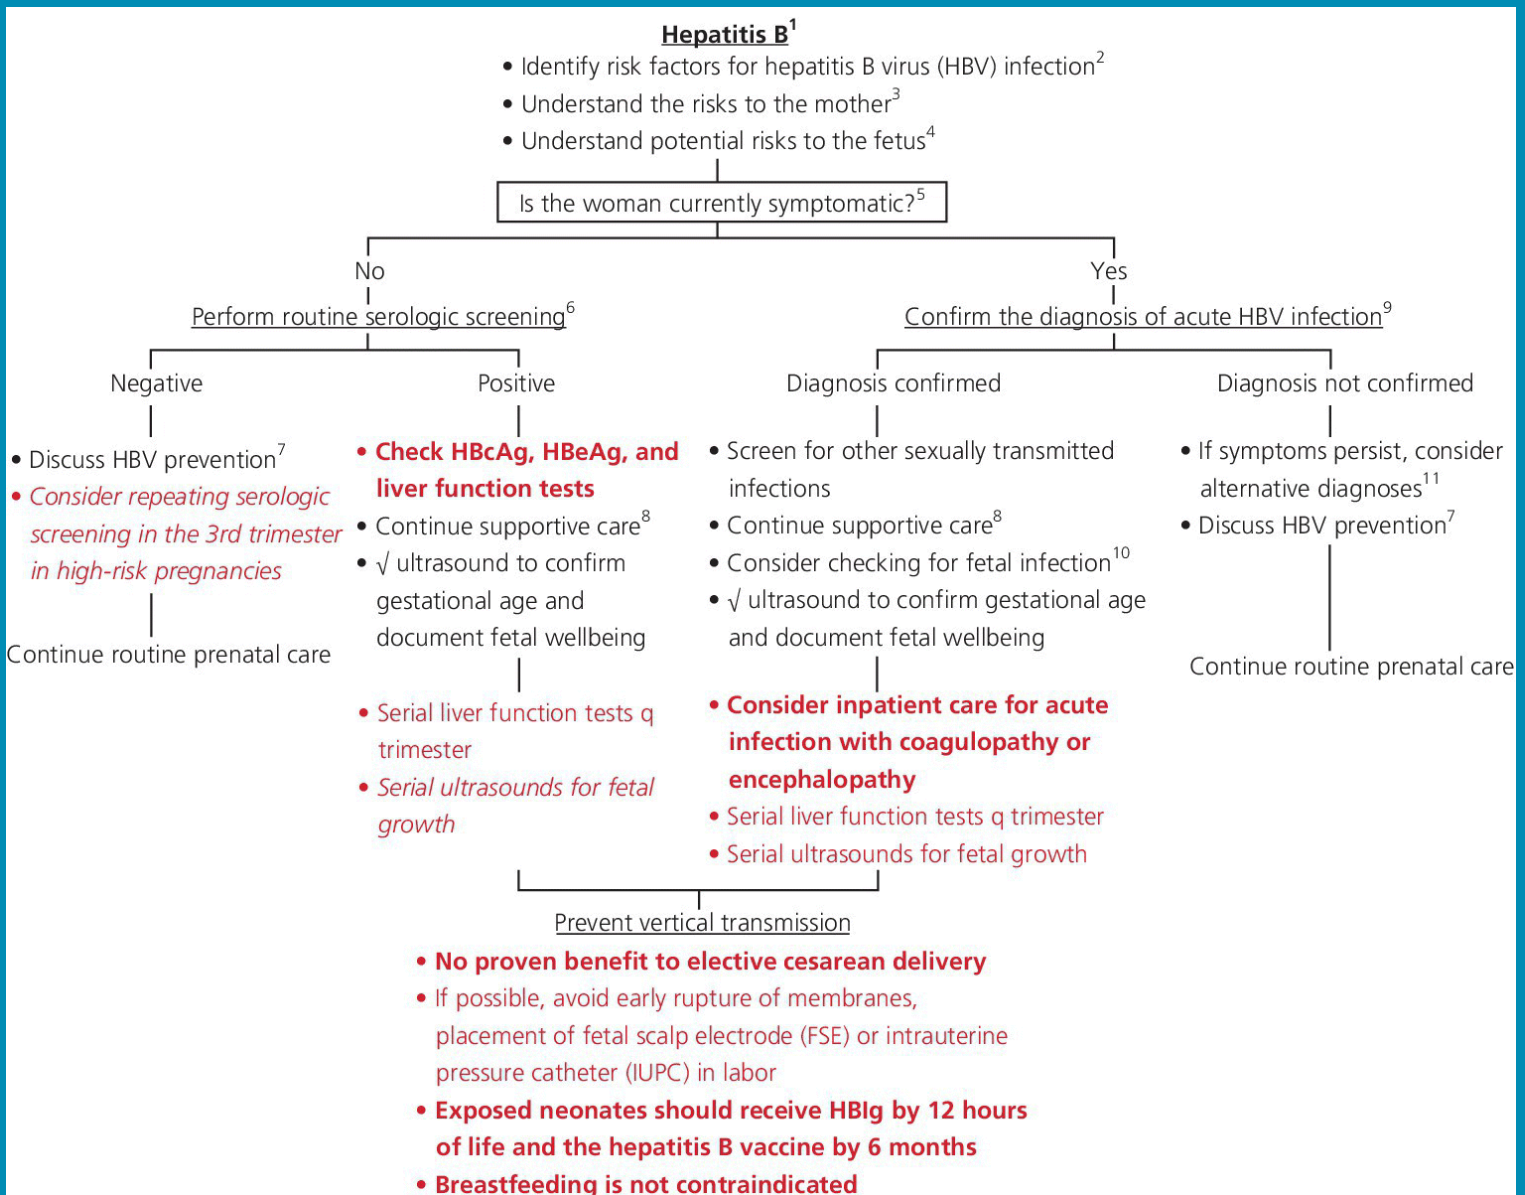 Hepatitis B1
• Identify risk factors for hepatitis B virus (HBV) infection2
• Understand the risks to the mother3
• Understand potential risks to the fetus4
Is the woman currently symptomatic?5
No
Yes
Perform routine serologic screening6
Confirm the diagnosis of acute HBV infection9
Negative
Positive
Diagnosis confirmed
Diagnosis not confirmed
• Discuss HBV prevention7
• Consider repeating serologic
screening in the 3rd trimester
in high-risk pregnancies
Continue routine prenatal care
• Check HBcAg, HBeAg, and
liver function tests
• Continue supportive care8
• √ ultrasound to confirm
gestational age and
document fetal wellbeing
• Serial liver function tests q
trimester
• Serial ultrasounds for fetal
growth
• Screen for other sexually transmitted
infections
• Continue supportive care8
• Consider checking for fetal infection10
• √ ultrasound to confirm gestational age
and document fetal wellbeing
• Consider inpatient care for acute
infection with coagulopathy or
encephalopathy
• Serial liver function tests q trimester
• Serial ultrasounds for fetal growth
• If symptoms persist, consider
alternative diagnoses11
• Discuss HBV prevention7
Continue routine prenatal care
Prevent vertical transmission
• No proven benefit to elective cesarean delivery
• If possible, avoid early rupture of membranes,
placement of fetal scalp electrode (FSE) or intrauterine
pressure catheter (IUPC) in labor
• Exposed neonates should receive HBIg by 12 hours
of life and the hepatitis B vaccine by 6 months
• Breastfeeding is not contraindicated